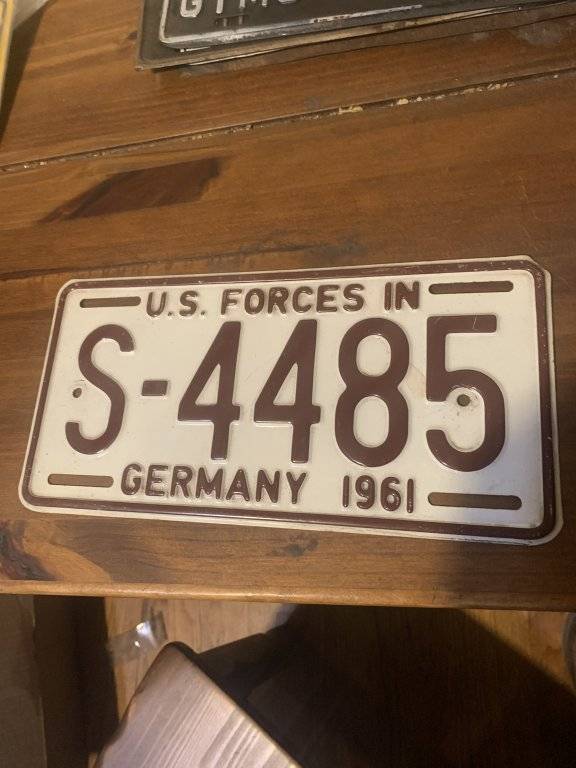 U.S. FORCES IN
S-4485
GERMANY 1961